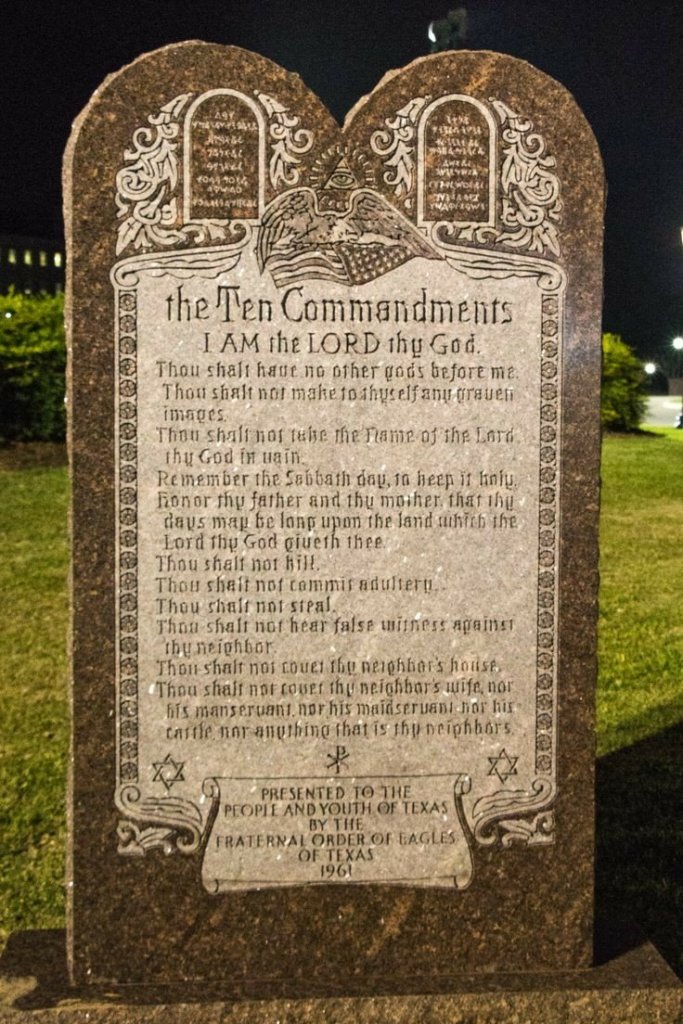 the Ten Commandments
I AM the LORD thy God.
Thou shalt have no other gods before me.
Thou shalt not make to thyself any graven
images.
Thou shalt not take the Name of the Lord
thy God in vain.
Remember the Sabbath day, to keep it holy.
Honor thy father and thy mother, that thy
days may be long upon the land which the
Lord thy God giveth thee.
Thou shalt not kill.
Thou shalt not commit adultery.
Thou shalt not steal.
Thou shalt not bear false witness against
thy neighbor.
Thou shalt not covet thy neighbor's house.
Thou shalt not covet thy neighbor's wife, nor
his manservant, nor his maidservant, nor his
cattle, nor anything that is thy neighbor's.
PRESENTED TO THE
PEOPLE AND YOUTH OF TEXAS
BY THE
FRATERNAL ORDER OF EAGLES
OF TEXAS
1961